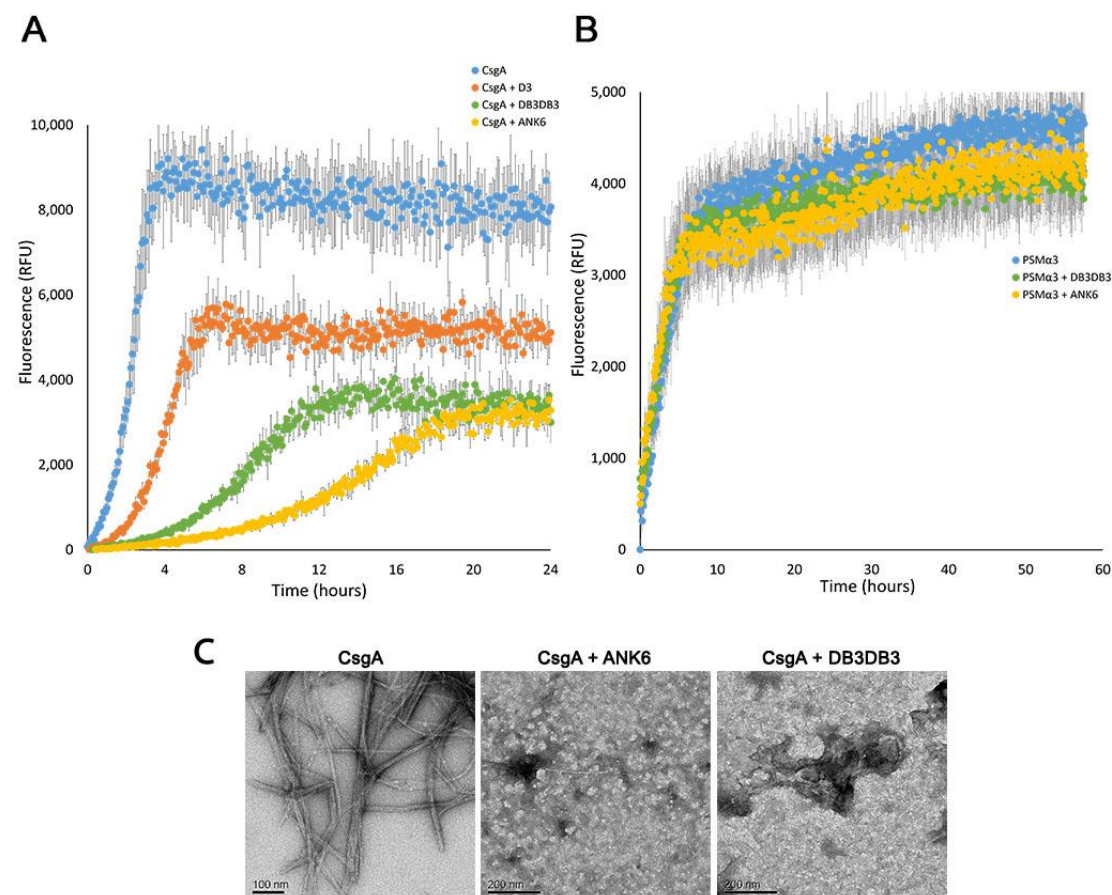 A
CsgA
CsgA + D3
CsgA + DB3DB3
CsgA + ANK6
10,000
8,000
6,000
4,000
2,000
0
Fluorescence (RFU)
0 4 8 12 16 20 24
Time (hours)
B
5,000
4,000
3,000
2,000
1,000
0
Fluorescence (RFU)
PSMα3
PSMα3 + DB3DB3
PSMα3 + ANK6
0 10 20 30 40 50 60
Time (hours)
C
CsgA CsgA + ANK6 CsgA + DB3DB3
100 nm 200 nm 200 nm